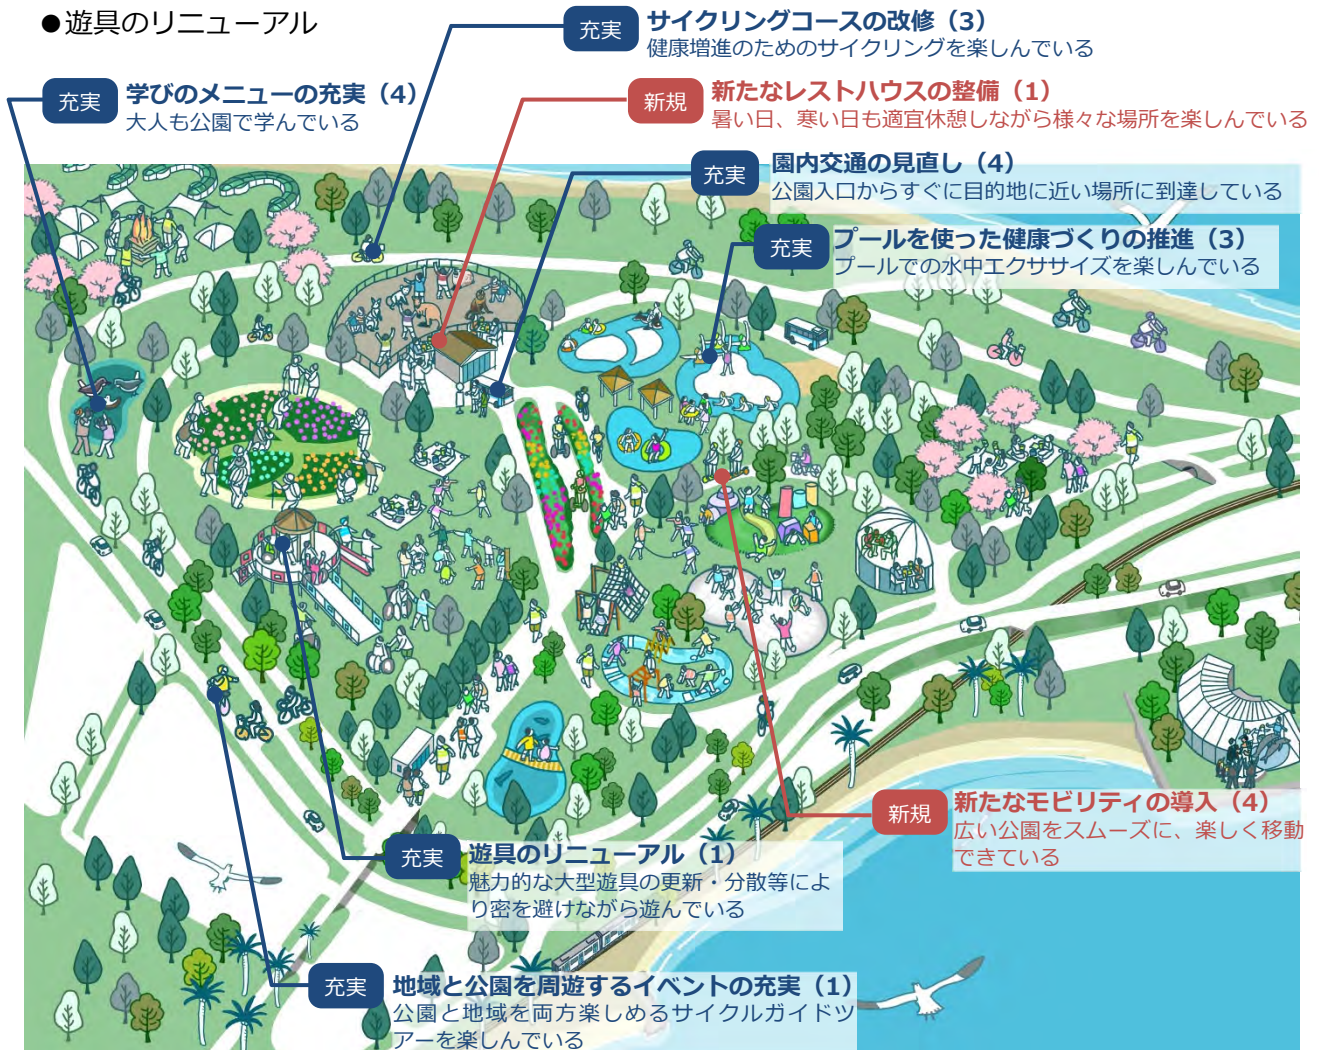 ●遊具のリニューアル
充実 サイクリングコースの改修（3）
健康増進のためのサイクリングを楽しんでいる
充実 学びのメニューの充実（4）
大人も公園で学んでいる
新規 新たなレストハウスの整備（1）
暑い日、寒い日も適宜休憩しながら様々な場所を楽しんでいる
充実 園内交通の見直し（4）
公園入口からすぐに目的地に近い場所に到達している
充実 プールを使った健康づくりの推進（3）
プールでの水中エクササイズを楽しんでいる
新規 新たなモビリティの導入（4）
広い公園をスムーズに、楽しく移動
できている
充実 遊具のリニューアル（1）
魅力的な大型遊具の更新・分散等によ
り密を避けながら遊んでいる
充実 地域と公園を周遊するイベントの充実（1）
公園と地域を両方楽しめるサイクルガイドツ
アーを楽しんでいる